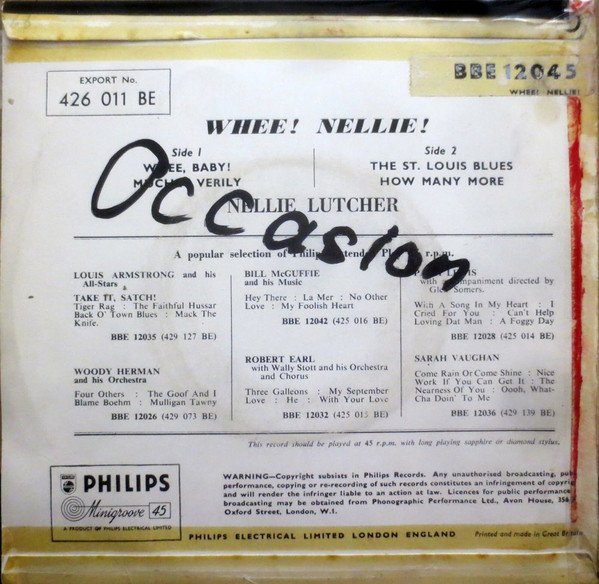 EXPORT No.
426 011 BE
BBE 12045
WHEE! NELLIE!
WHEE! NELLIE!
Side 1
BABY!
VERILY
Side 2
THE ST. LOUIS BLUES
HOW MANY MORE
NELLIE LUTCHER
Occasion
A popular selection of Philips r.p.m.
LOUIS ARMSTRONG and his
All-Stars
TAKE IT, SATCH!
Tiger Rag : The Faithful Hussar
Back O' Town Blues : Mack The
Knife.
BBE 12035 (429 127 BE)
BILL McGUFFIE
and his Music
Hey There : La Mer : No Other
Love : My Foolish Heart
BBE 12042 (425 016 BE)
with accompaniment directed by
Somers.
With A Song In My Heart : I
Cried For You : Can't Help
Loving Dat Man : A Foggy Day
BBE 12028 (425 014 BE)
WOODY HERMAN
and his Orchestra
Four Others : The Goof And I
Blame Boehm : Mulligan Tawny
BBE 12026 (429 073 BE)
ROBERT EARL
with Wally Stott and his Orchestra
and Chorus
Three Galleons : My September
Love : He : With Your Love
BBE 12032 (425 015 BE)
SARAH VAUGHAN
Come Rain Or Come Shine : Nice
Work If You Can Get It : The
Nearness Of You : Oooh, What-
Cha Doin' To Me
BBE 12036 (429 139 BE)
This record should be played at 45 r.p.m. with long playing sapphire or diamond stylus.
PHILIPS
Minigroove 45
A PRODUCT OF PHILIPS ELECTRICAL LIMITED
WARNING—Copyright subsists in Philips Records. Any unauthorised broadcasting, pub
performance, copying or re-recording of such records constitutes an infringement of copyrig
and will render the infringer liable to an action at law. Licences for public performance
broadcasting may be obtained from Phonographic Performance Ltd., Avon House, 356
Oxford Street, London, W.1.
PHILIPS ELECTRICAL LIMITED LONDON ENGLAND
Printed and made in Great Britain